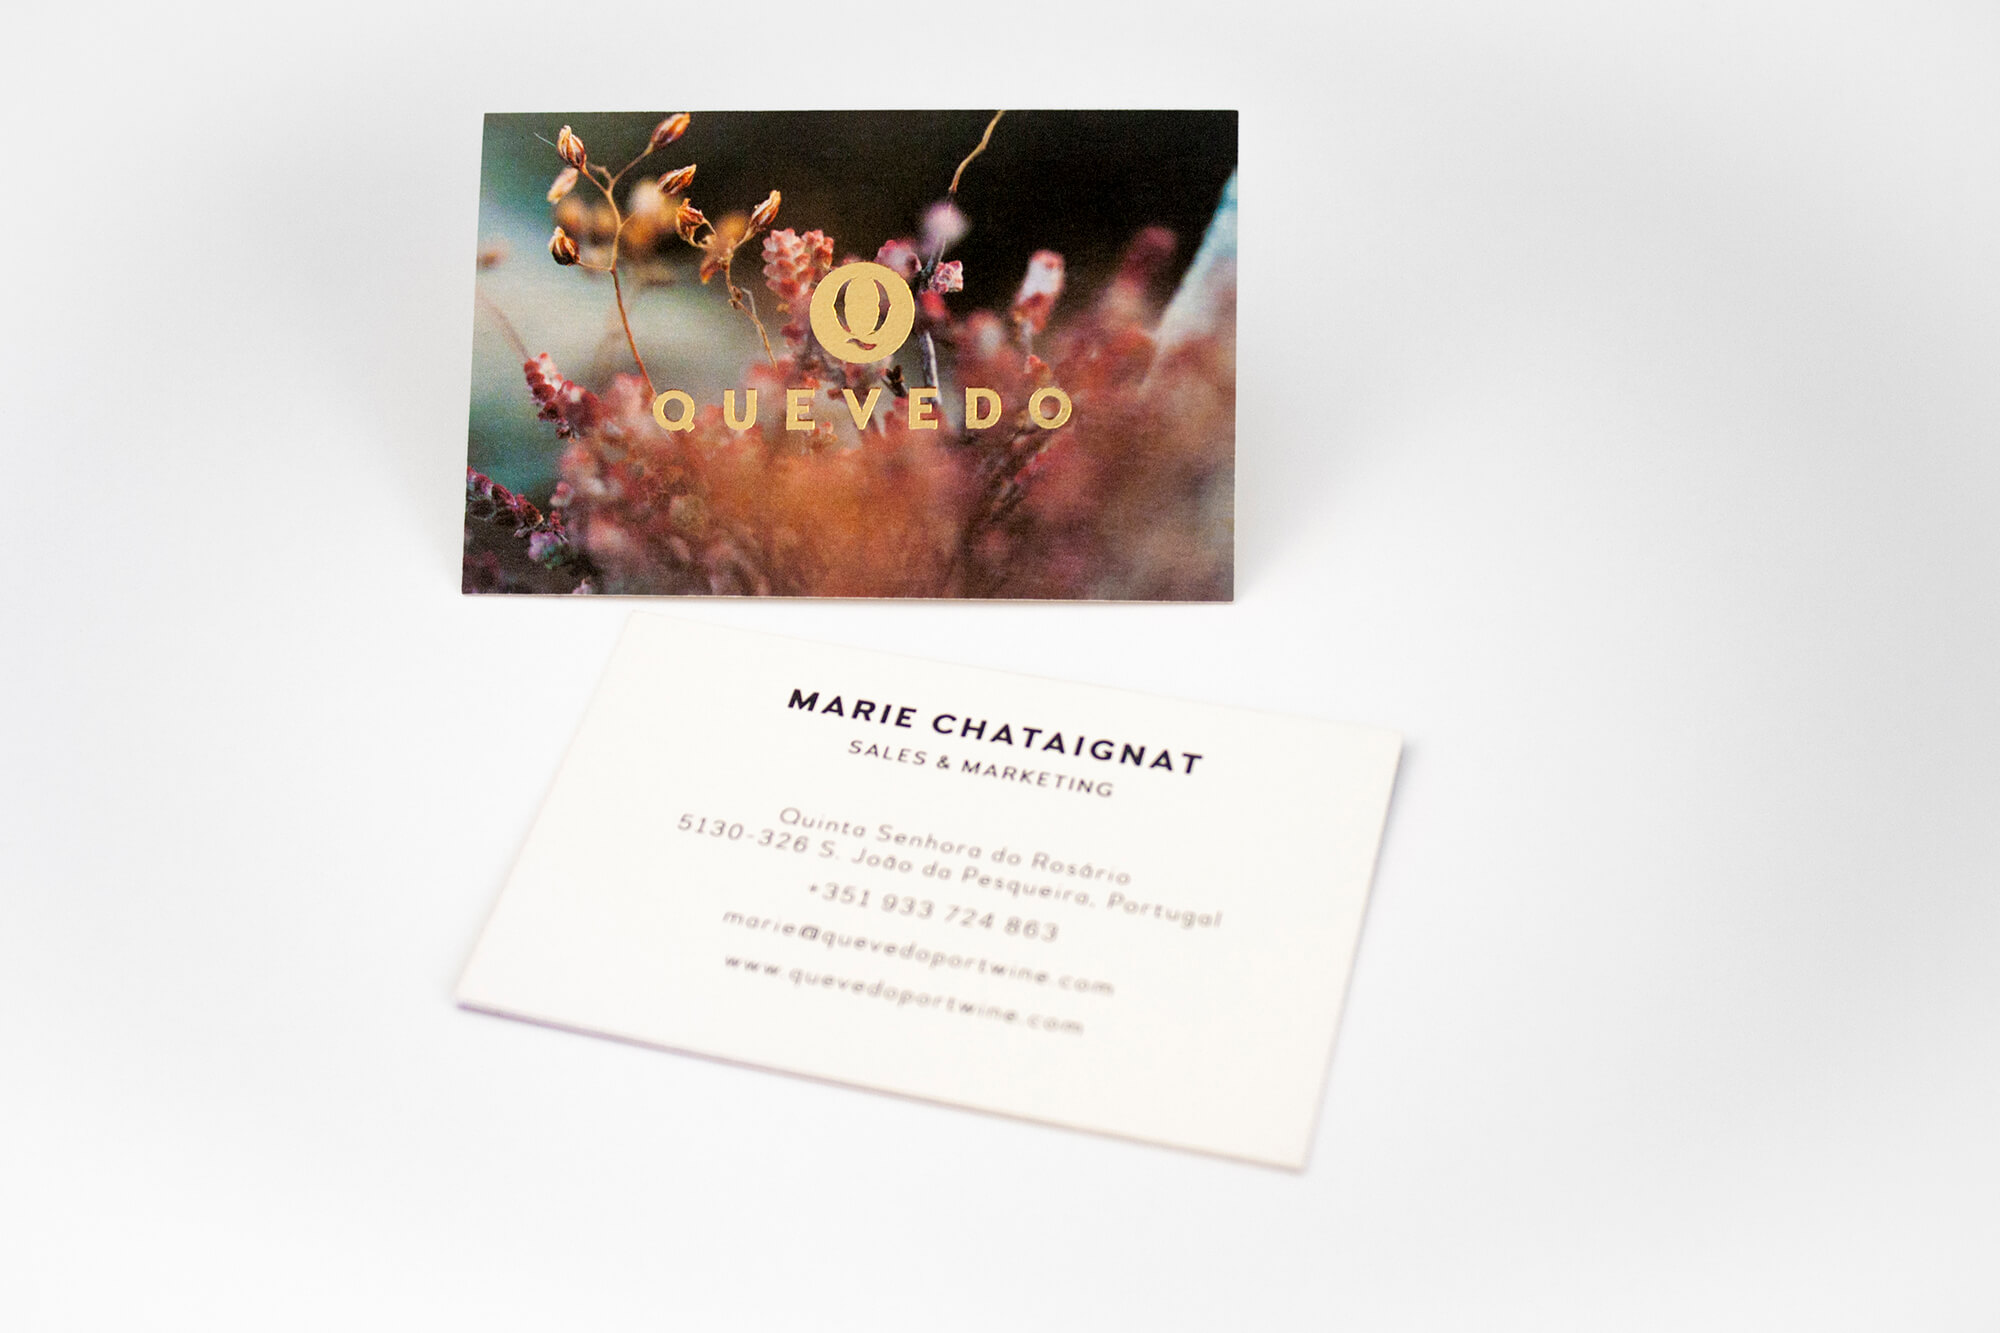 Q
QUEVEDO
MARIE CHATAIGNAT
SALES & MARKETING
Quinta Senhora do Rosário
5130-326 S. João da Pesqueira, Portugal
+351 933 724 863
marie@quevedoportwine.com
www.quevedoportwine.com